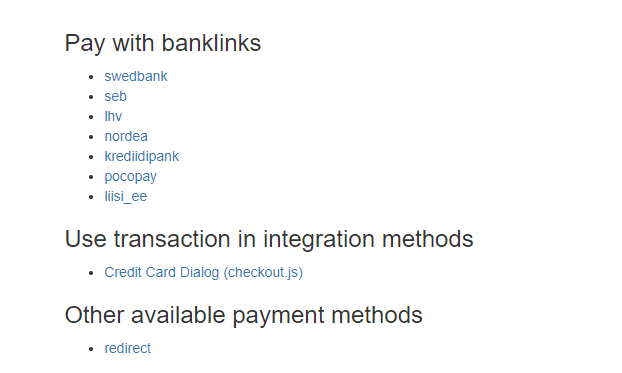 Pay with banklinks
swedbank
seb
lhv
nordea
krediidipank
pocopay
liisi_ee
Use transaction in integration methods
Credit Card Dialog (checkout.js)
Other available payment methods
redirect